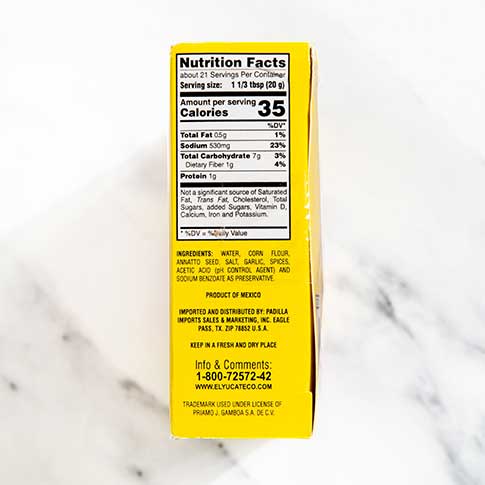 Nutrition Facts
about 21 Servings Per Container
Serving size: 1 1/3 tbsp (20 g)
Amount per serving
Calories 35
%DV*
Total Fat 05g 1%
Sodium 530mg 23%
Total Carbohydrate 7g 3%
Dietary Fiber 1g 4%
Protein 1g
Not a significant source of Saturated
Fat, Trans Fat, Cholesterol, Total
Sugars, added Sugars, Vitamin D,
Calcium, Iron and Potassium.
* %DV = %Daily Value
INGREDIENTS: WATER, CORN FLOUR,
ANNATTO SEED, SALT, GARLIC, SPICES,
ACETIC ACID (pH CONTROL AGENT) AND
SODIUM BENZOATE AS PRESERVATIVE.
PRODUCT OF MEXICO
IMPORTED AND DISTRIBUTED BY: PADILLA
IMPORTS SALES & MARKETING, INC. EAGLE
PASS, TX. ZIP 78852 U.S.A.
KEEP IN A FRESH AND DRY PLACE
Info & Comments:
1-800-72572-42
WWW.ELYUCATECO.COM
TRADEMARK USED UNDER LICENSE OF
PRIAMO J. GAMBOA S.A. DE C.V.